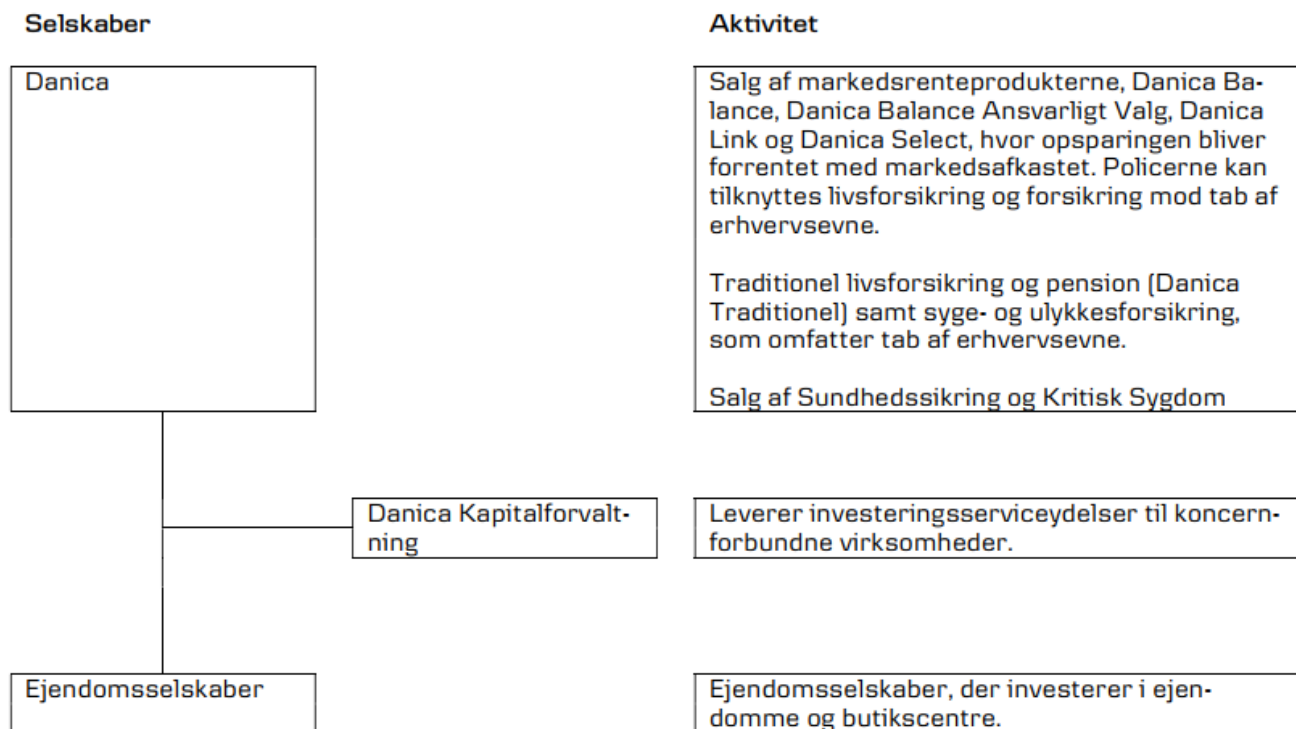 Selskaber
Aktivitet
Danica
Salg af markedsrenteprodukterne, Danica Ba-
lance, Danica Balance Ansvarligt Valg, Danica
Link og Danica Select, hvor opsparingen bliver
forrentet med markedsafkastet. Policerne kan
tilknyttes livsforsikring og forsikring mod tab af
erhvervsevne.
Traditionel livsforsikring og pension (Danica
Traditionel) samt syge- og ulykkesforsikring,
som omfatter tab af erhvervsevne.
Salg af Sundhedssikring og Kritisk Sygdom
Danica Kapitalforvalt-
ning
Leverer investeringsserviceydelser til koncern-
forbundne virksomheder.
Ejendomsselskaber
Ejendomsselskaber, der investerer i ejen-
domme og butikscentre.